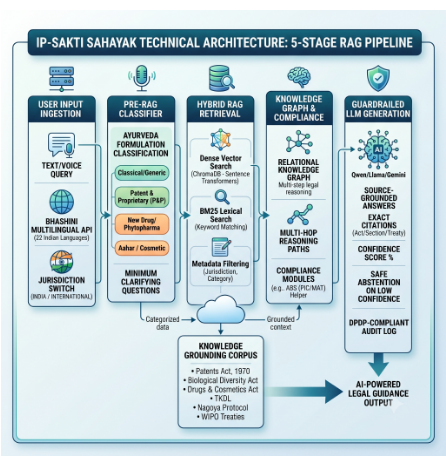 IP-SAKTI SAHAYAK TECHNICAL ARCHITECTURE: 5-STAGE RAG PIPELINE
USER INPUT
INGESTION
TEXT/VOICE
QUERY
BHASHINI
MULTILINGUAL API
(22 Indian Languages)
JURISDICTION
SWITCH
(INDIA / INTERNATIONAL)
PRE-RAG
CLASSIFIER
AYURVEDA
FORMULATION
CLASSIFICATION
Classical/Generic
Patent &
Proprietary (P&P)
New Drug/
Phytopharma
Aahar / Cosmetic
MINIMUM
CLARIFYING
QUESTIONS
HYBRID RAG
RETRIEVAL
Dense Vector
Search
(ChromaDB - Sentence
Transformers)
BM25 Lexical
Search
(Keyword Matching)
Metadata Filtering
(Jurisdiction,
Category)
KNOWLEDGE
GRAPH &
COMPLIANCE
RELATIONAL
KNOWLEDGE
GRAPH
Multi-step legal
reasoning
MULTI-HOP
REASONING
PATHS
COMPLIANCE
MODULES
(e.g. ABS (PIC/MAT)
Helper
GUARDRAILED
LLM GENERATION
AI
Qwen/Llama/Gemini
SOURCE-
GROUNDED
ANSWERS
EXACT
CITATIONS
(Act/Section/Treaty)
CONFIDENCE
SCORE %
SAFE
ABSTENTION
ON LOW
CONFIDENCE
DPDP-COMPLIANT
AUDIT LOG
Categorized
data
Grounded
context
KNOWLEDGE
GROUNDING CORPUS
• Patents Act, 1970
• Biological Diversity Act
• Drugs & Cosmetics Act
• TKDL
• Nagoya Protocol
• WIPO Treaties
AI-POWERED
LEGAL GUIDANCE
OUTPUT